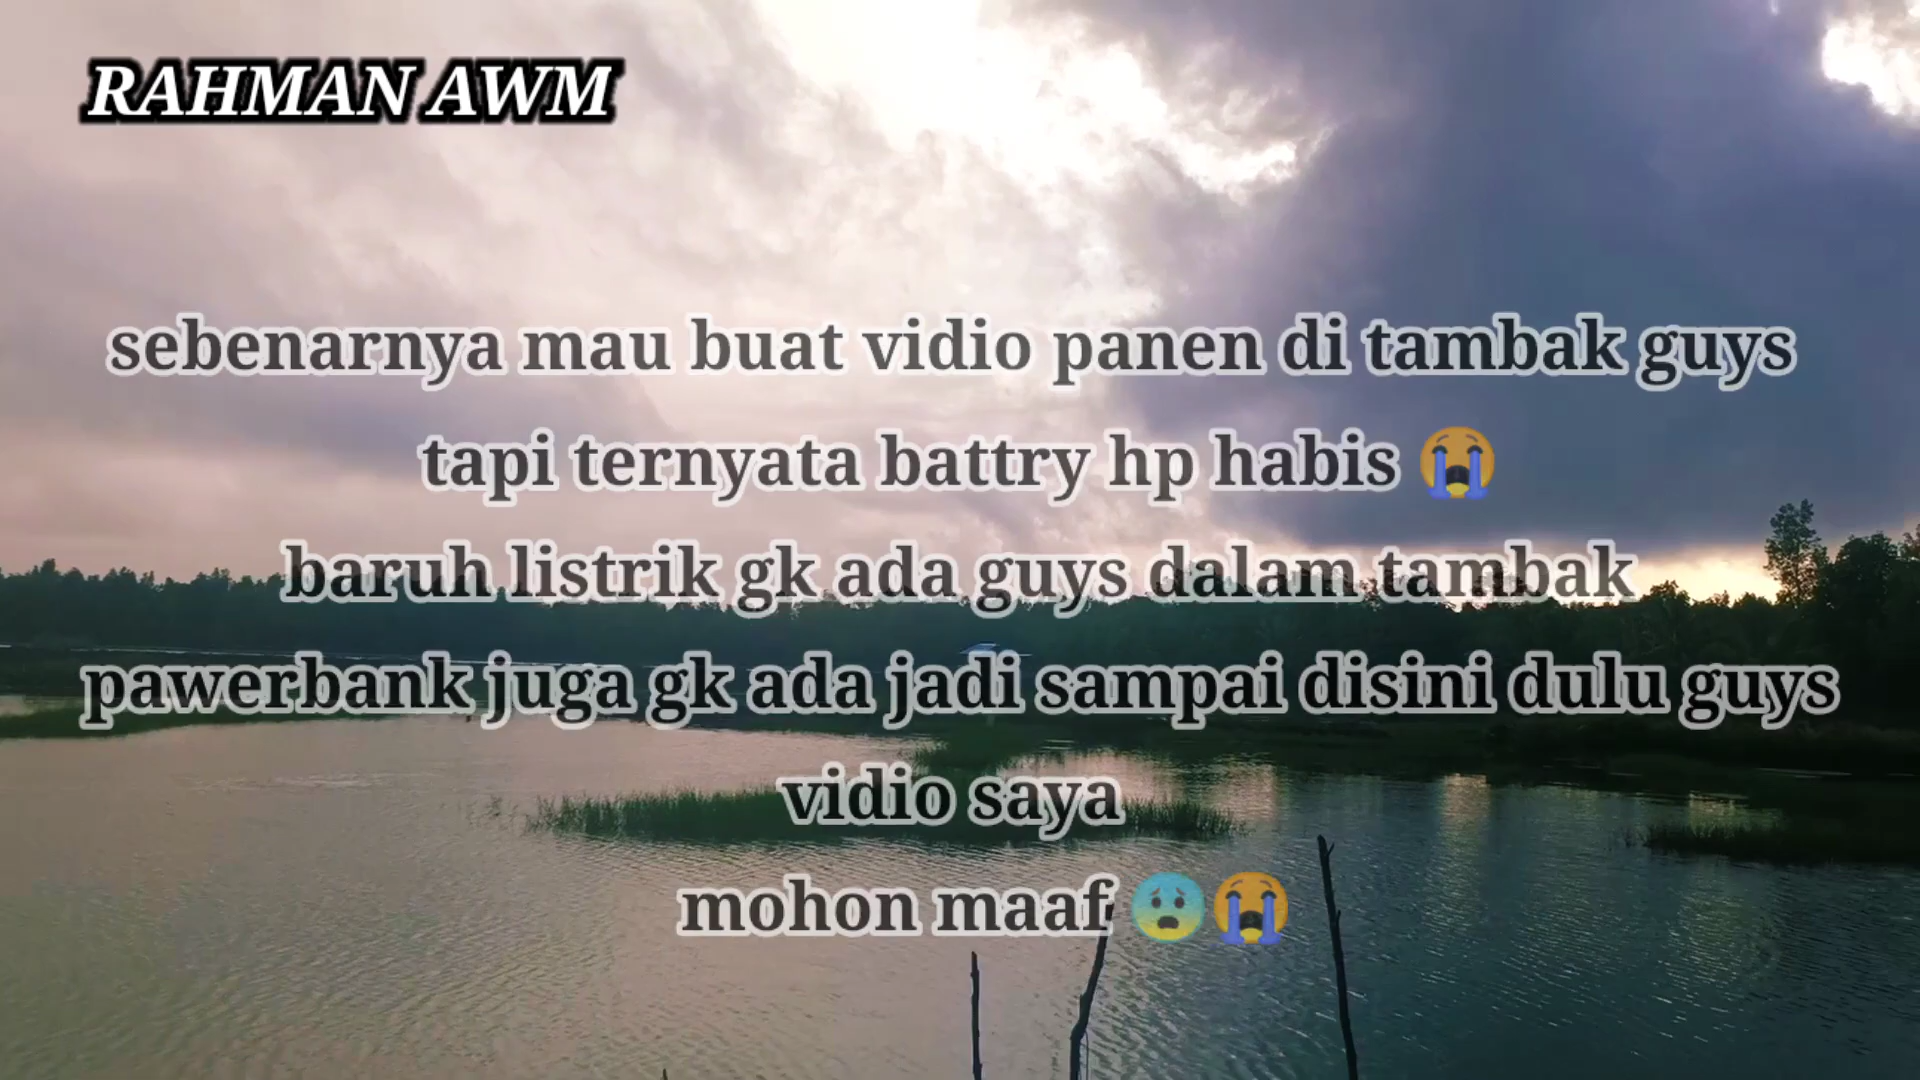 RAHMAN AWM
sebenarnya mau buat vidio panen di tambak guys
tapi ternyata battry hp habis 😭
baruh listrik gk ada guys dalam tambak
pawerbank juga gk ada jadi sampai disini dulu guys
vidio saya
mohon maaf 😰😭